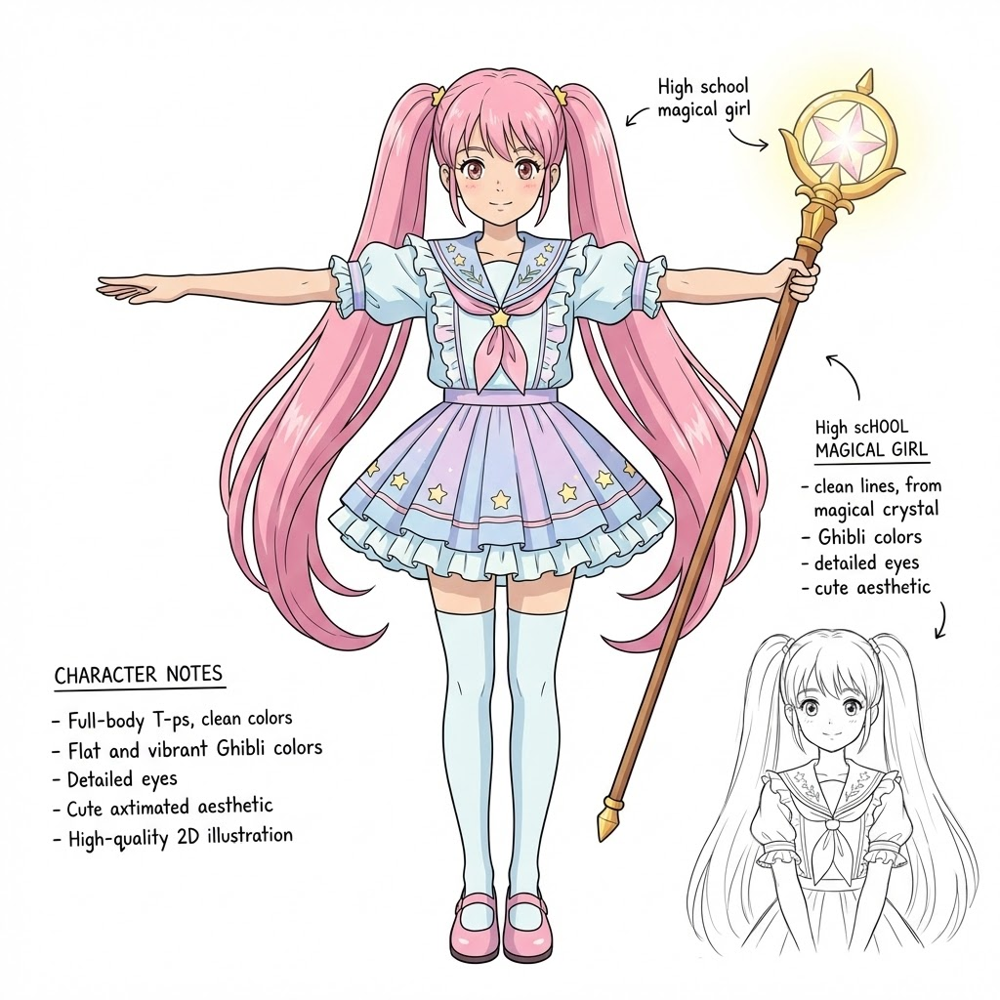 High school
magical girl
High scHOOL
MAGICAL GIRL
- clean lines, from
magical crystal
- Ghibli colors
- detailed eyes
- cute aesthetic
CHARACTER NOTES
- Full-body T-ps, clean colors
- Flat and vibrant Ghibli colors
- Detailed eyes
- Cute axtimated aesthetic
- High-quality 2D illustration